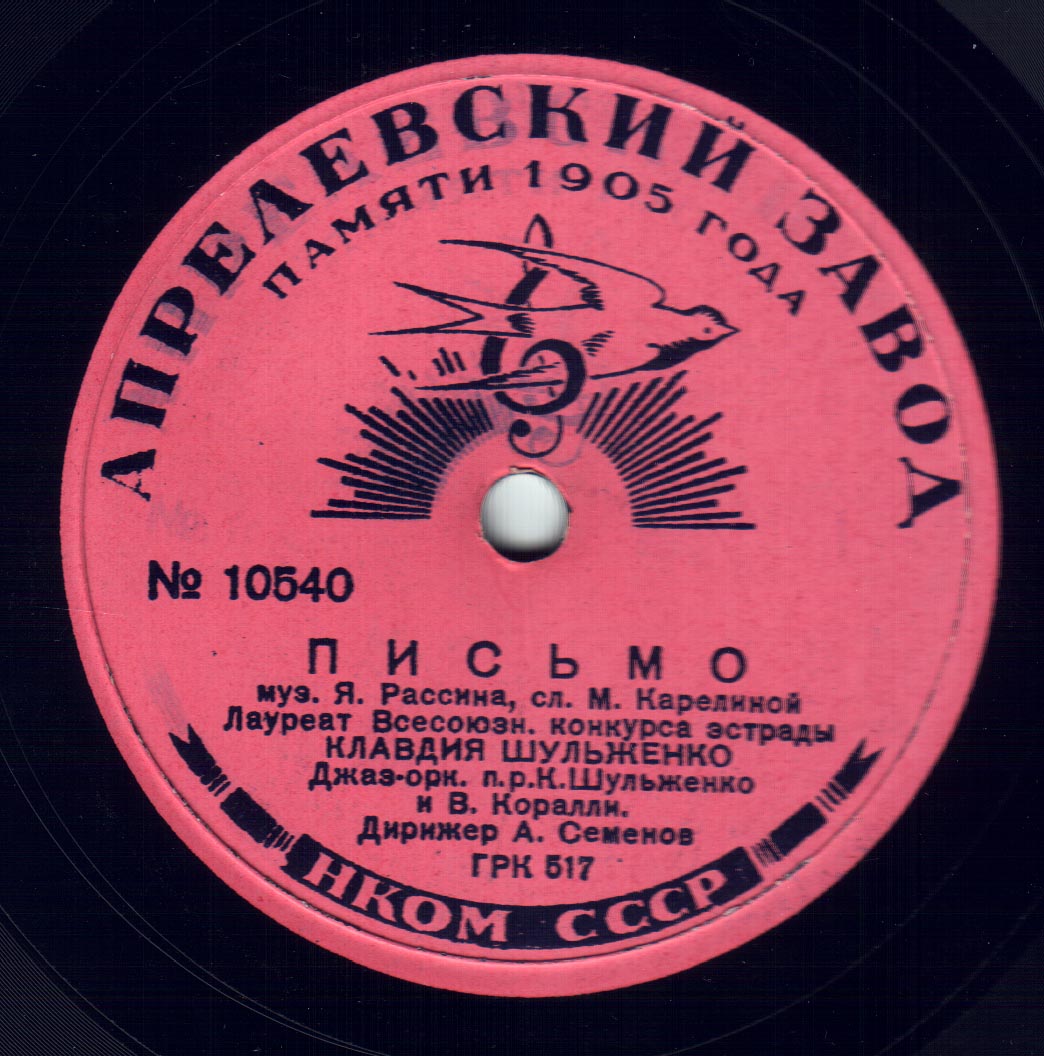 АПРЕЛЕВСКИЙ ЗАВОД
ПАМЯТИ 1905 ГОДА
№ 10540
ПИСЬМО
муз. Я. Рассина, сл. М. Карелиной
Лауреат Всесоюзн. конкурса эстрады
КЛАВДИЯ ШУЛЬЖЕНКО
Джаз-орк. п.р.К.Шульженко
и В. Коралли.
Дирижер А. Семенов
ГРК 517
НКОМ СССР